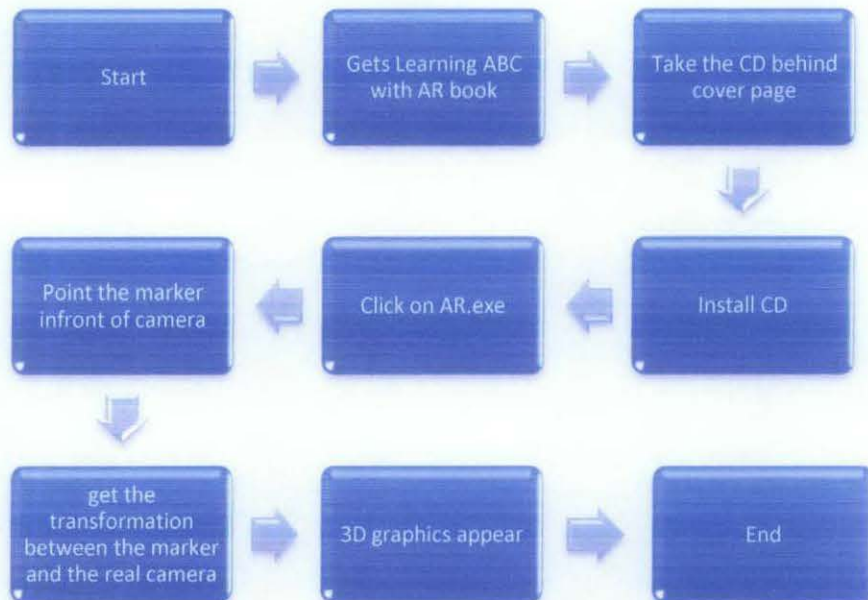 Start
Gets Learning ABC
with AR book
Take the CD behind
cover page
Install CD
Click on AR.exe
Point the marker
infront of camera
get the
transformation
between the marker
and the real camera
3D graphics appear
End